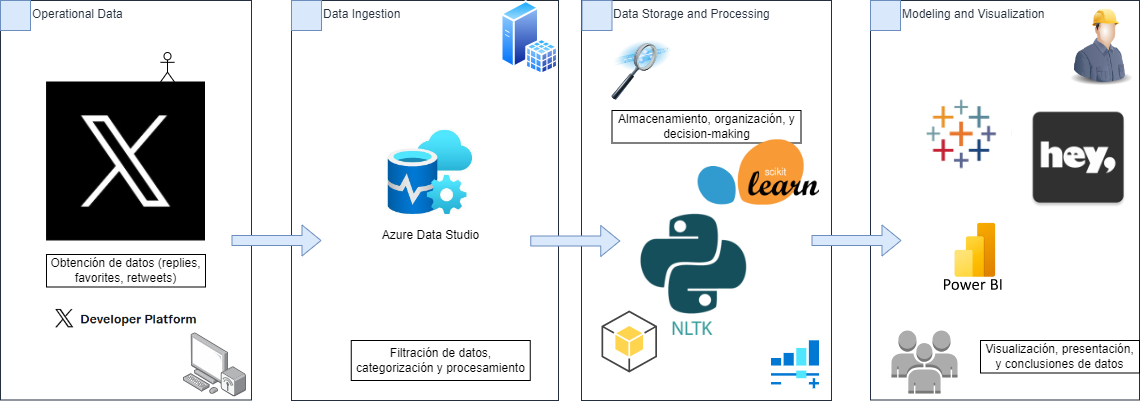 Operational Data
Obtención de datos (replies,
favorites, retweets)
X Developer Platform
Data Ingestion
Azure Data Studio
Filtración de datos,
categorización y procesamiento
Data Storage and Processing
Almacenamiento, organización, y
decision-making
scikit
learn
NLTK
Modeling and Visualization
hey,
Power BI
Visualización, presentación,
y conclusiones de datos